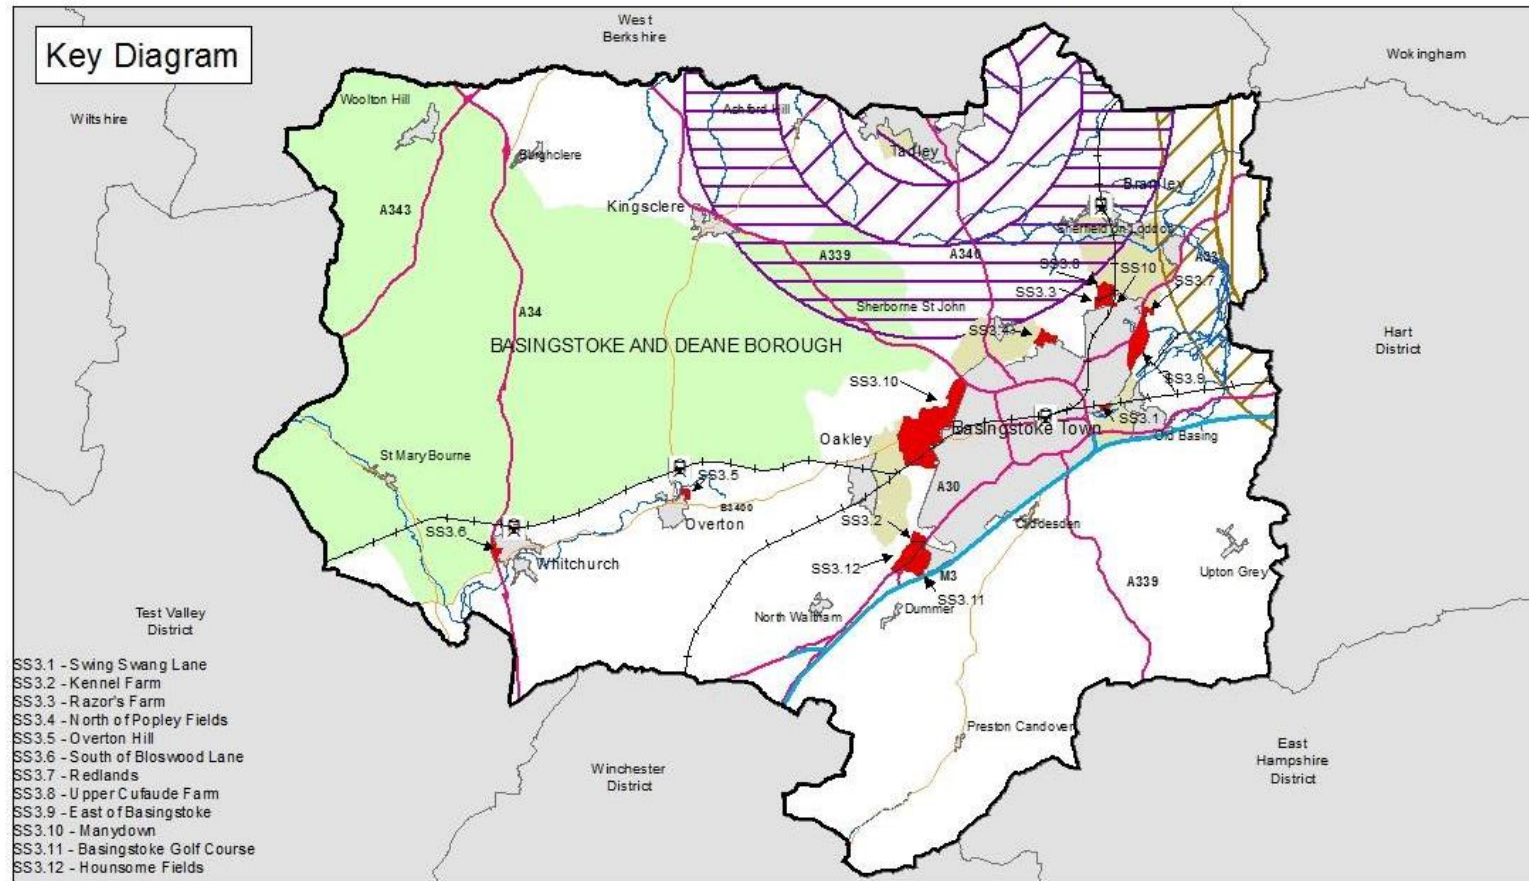 Key Diagram
West
Berkshire
Wokingham
Wiltshire
Woolton Hill
Ashford Hill
Burghclere
Tadley
Bramley
A343
Kingsclere
Sherfield on Loddon
A339
A340
A33
SS3.8
SS10
SS3.7
SS3.3
A34
Sherborne St John
SS3.4
Hart
District
BASINGSTOKE AND DEANE BOROUGH
SS3.10
SS3.9
SS3.1
Oakley
Basingstoke Town
Old Basing
St Mary Bourne
SS3.5
A30
B3400
Overton
SS3.2
Cliddesden
SS3.6
Whitchurch
SS3.12
M3
A339
Upton Grey
SS3.11
North Waltham
Dummer
Test Valley
District
Preston Candover
Winchester
District
East
Hampshire
District
SS3.1 - Swing Swang Lane
SS3.2 - Kennel Farm
SS3.3 - Razor's Farm
SS3.4 - North of Popley Fields
SS3.5 - Overton Hill
SS3.6 - South of Bloswood Lane
SS3.7 - Redlands
SS3.8 - Upper Cufaude Farm
SS3.9 - East of Basingstoke
SS3.10 - Manydown
SS3.11 - Basingstoke Golf Course
SS3.12 - Hounsome Fields